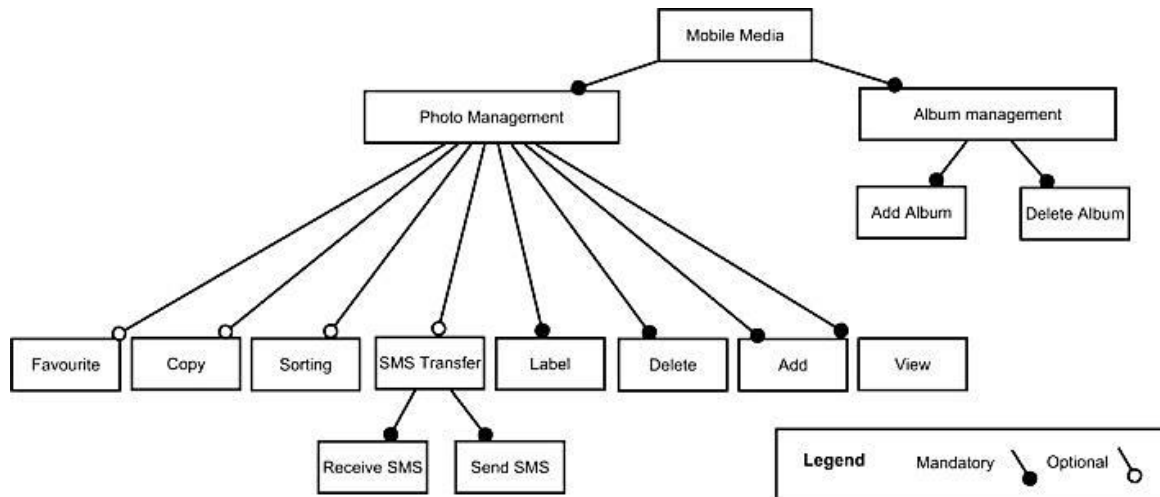 Mobile Media
Photo Management
Album management
Add Album
Delete Album
Favourite
Copy
Sorting
SMS Transfer
Label
Delete
Add
View
Receive SMS
Send SMS
Legend
Mandatory
Optional